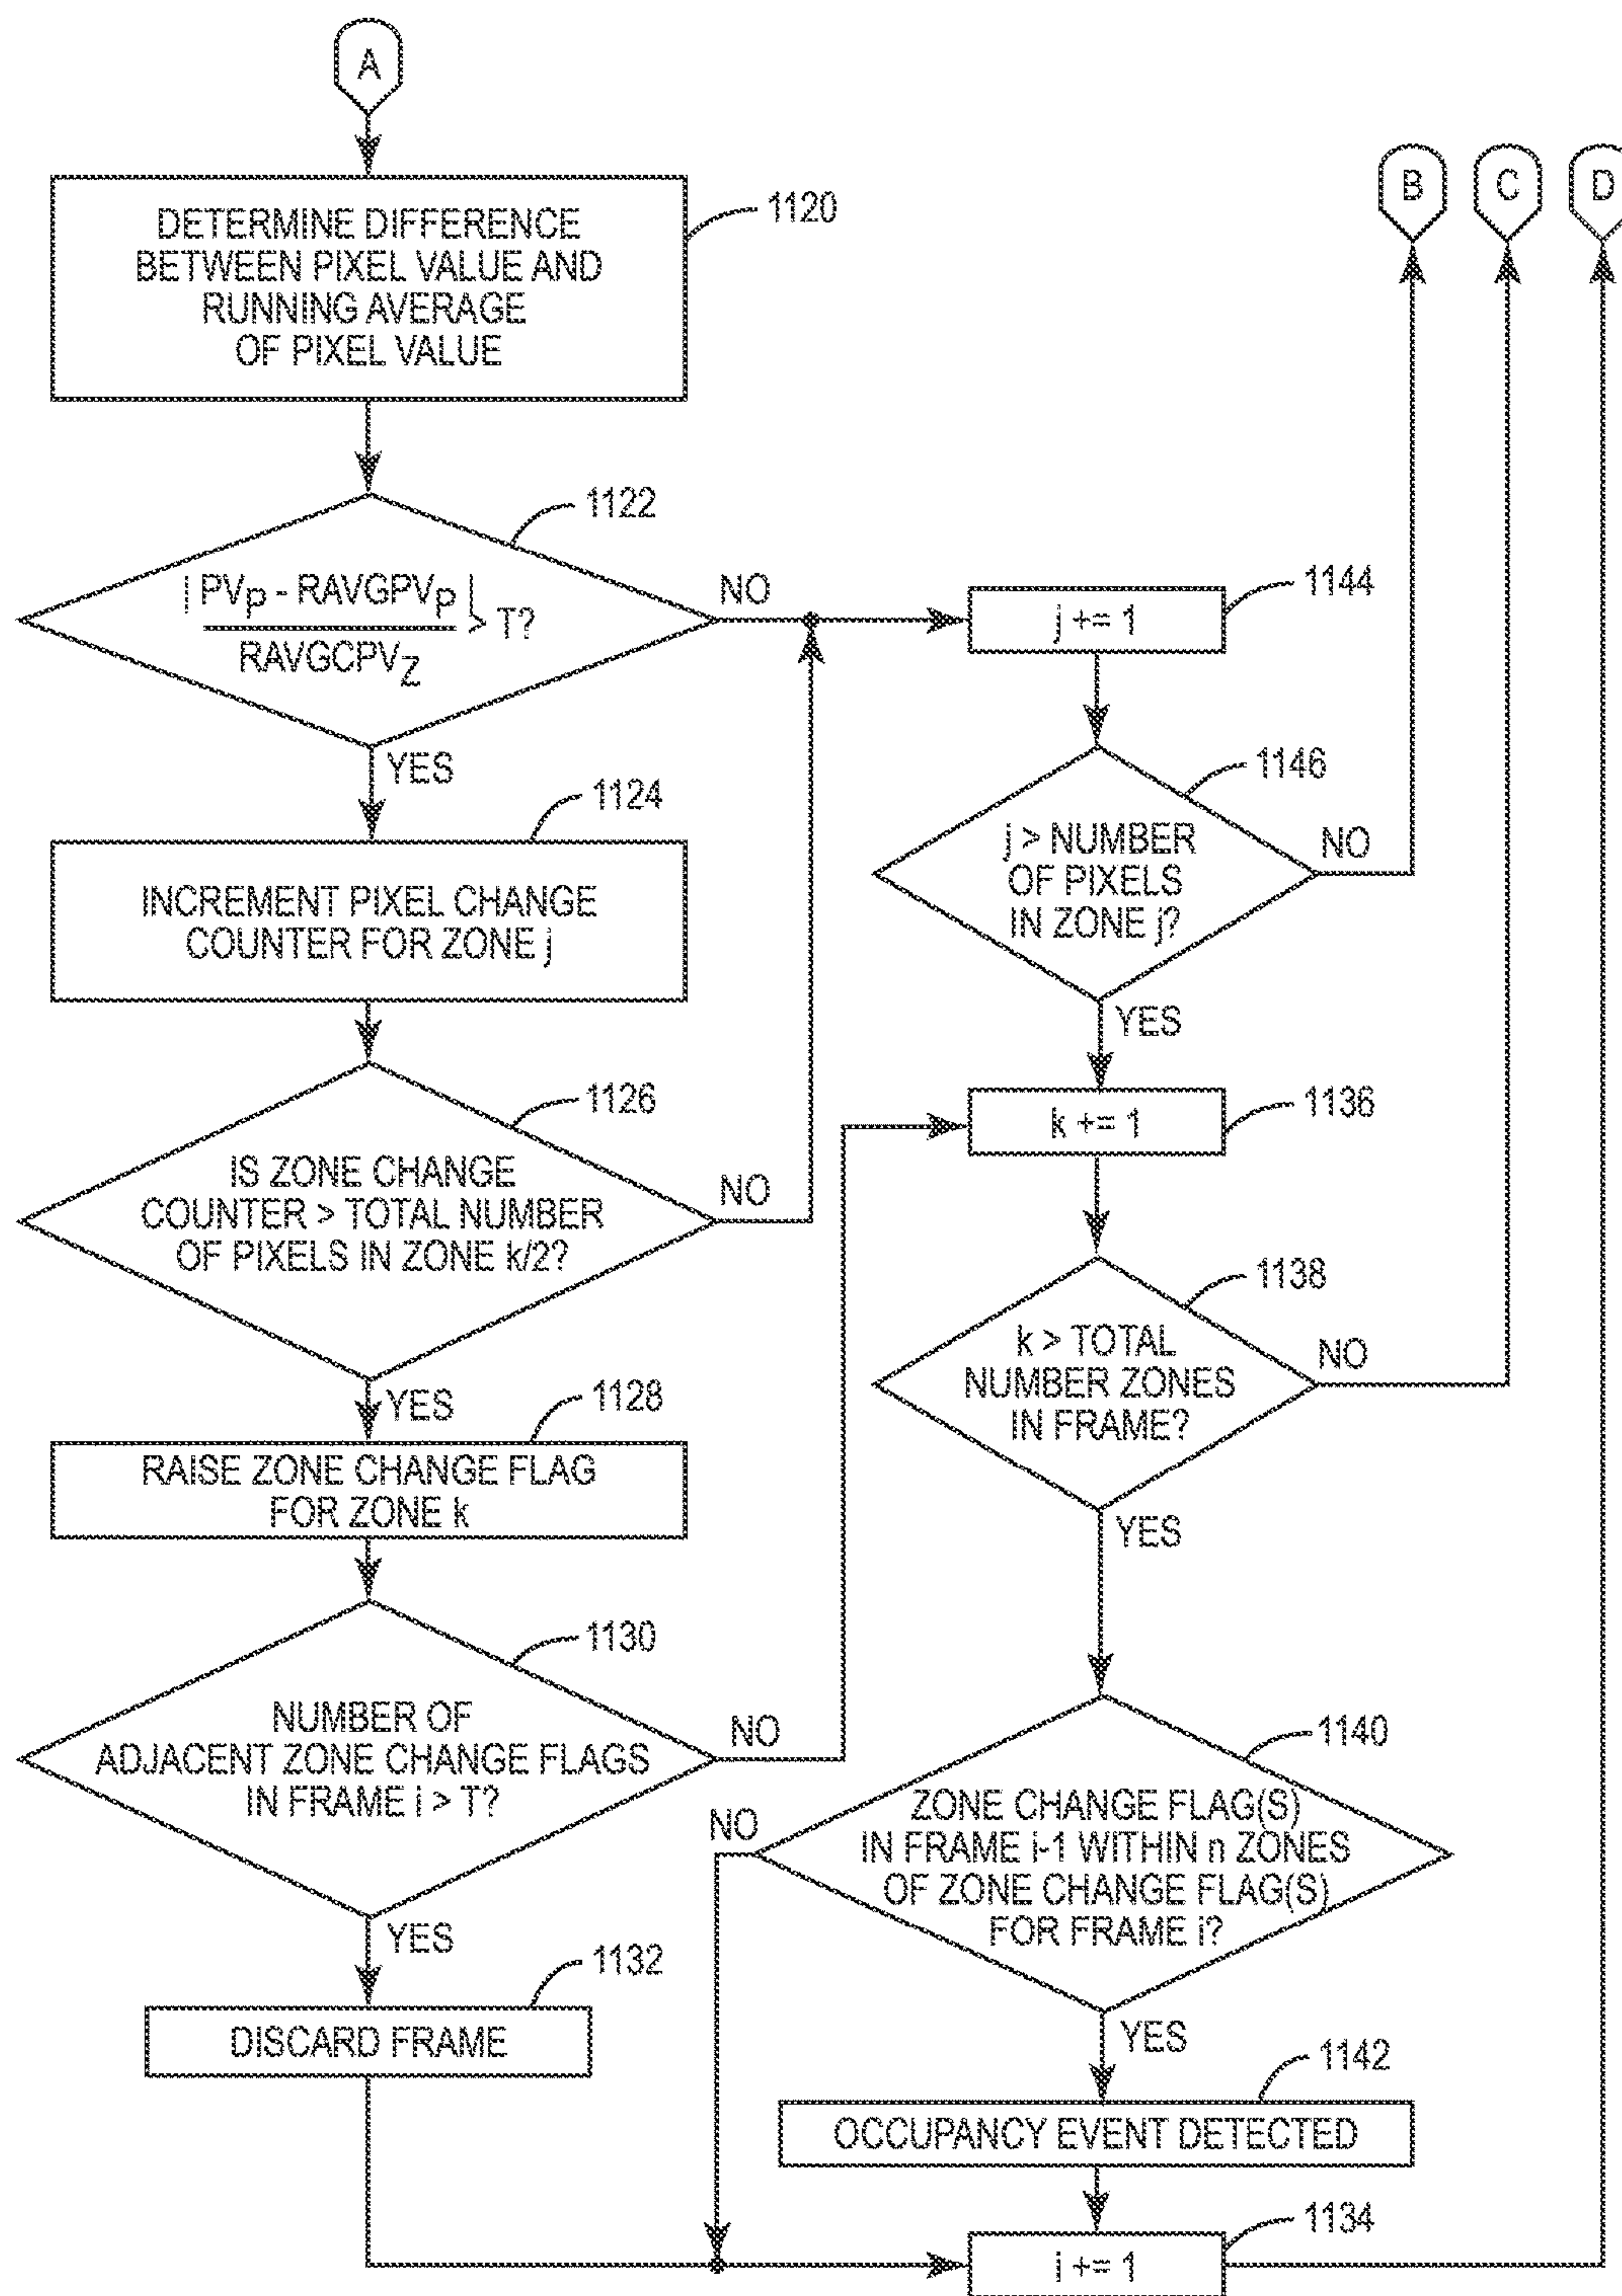 A
B
C
D
DETERMINE DIFFERENCE
BETWEEN PIXEL VALUE AND
RUNNING AVERAGE
OF PIXEL VALUE
1120
| PVP - RAVGPVP |
RAVGCPVZ
> T?
1122
NO
YES
j += 1
1144
INCREMENT PIXEL CHANGE
COUNTER FOR ZONE j
1124
j > NUMBER
OF PIXELS
IN ZONE j?
1146
NO
YES
IS ZONE CHANGE
COUNTER > TOTAL NUMBER
OF PIXELS IN ZONE k/2?
1126
NO
YES
k += 1
1136
RAISE ZONE CHANGE FLAG
FOR ZONE k
1128
k > TOTAL
NUMBER ZONES
IN FRAME?
1138
NO
YES
NUMBER OF
ADJACENT ZONE CHANGE FLAGS
IN FRAME i > T?
1130
NO
YES
ZONE CHANGE FLAG(S)
IN FRAME i-1 WITHIN n ZONES
OF ZONE CHANGE FLAG(S)
FOR FRAME i?
1140
NO
YES
DISCARD FRAME
1132
OCCUPANCY EVENT DETECTED
1142
i += 1
1134